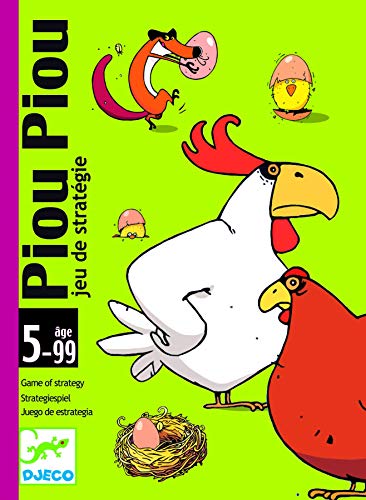 Piou Piou
jeu de stratégie
âge
5-99
Game of strategy
Strategiespiel
Juego de estrategia
DJECO